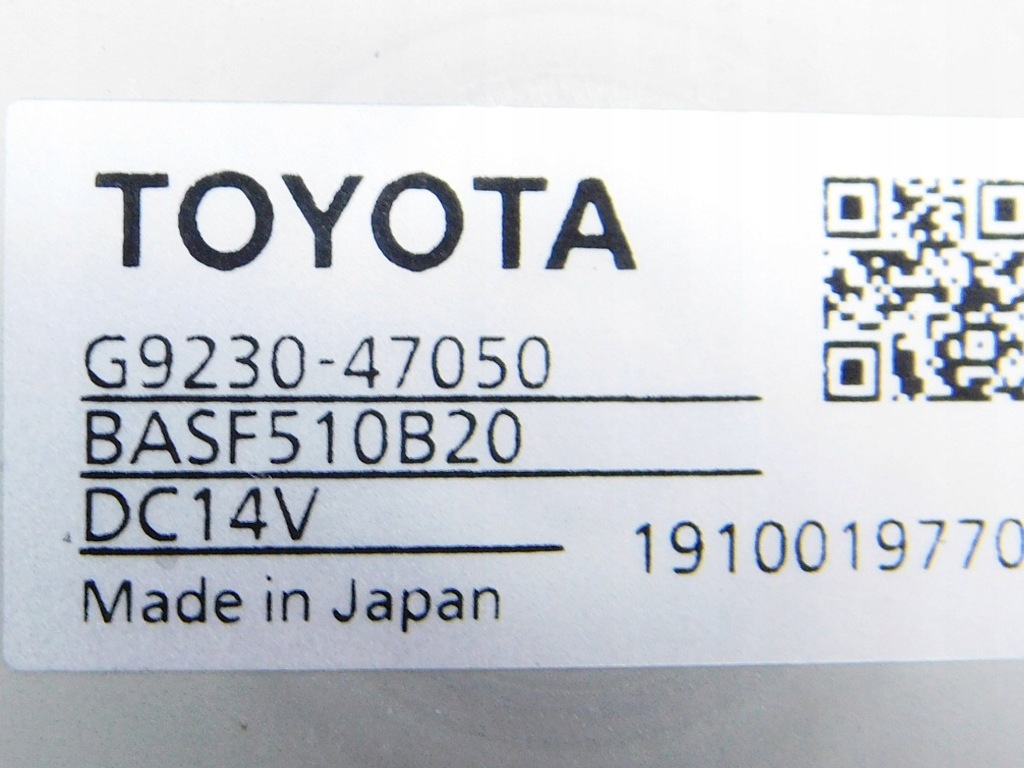 TOYOTA
G9230-47050
BASF510B20
DC14V
1910019770
Made in Japan